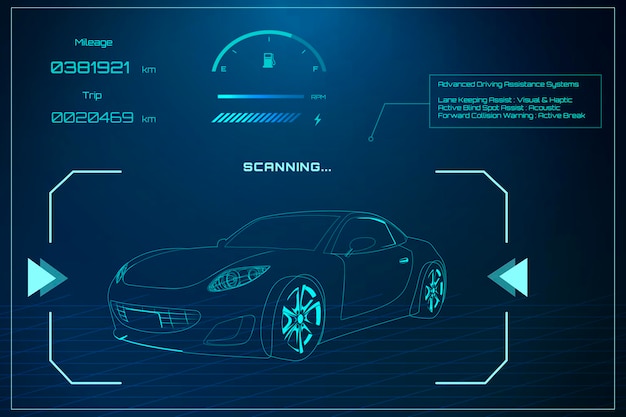 Mileage
0381921 km
Trip
0020469 km
E F
RPM
Advanced Driving Assistance Systems
Lane Keeping Assist : Visual & Haptic
Active Blind Spot Assist : Acoustic
Forward Collision Warning : Active Break
SCANNING...